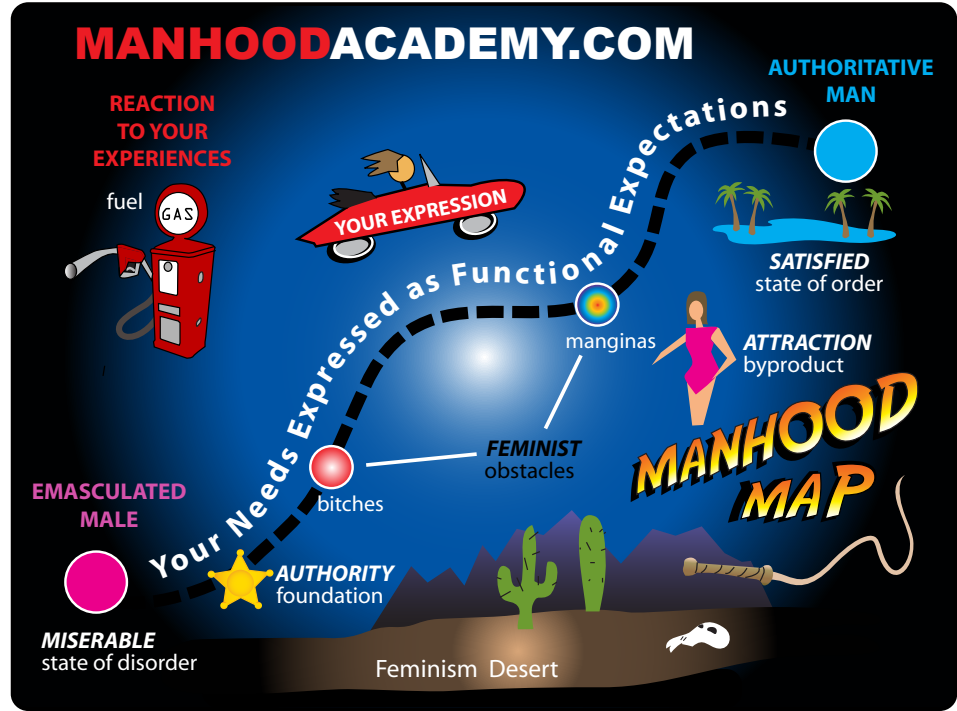 MANHOODACADEMY.COM
AUTHORITATIVE
MAN
REACTION
TO YOUR
EXPERIENCES
fuel
GAS
YOUR EXPRESSION
Your Needs Expressed as Functional Expectations
SATISFIED
state of order
manginas
ATTRACTION
byproduct
MANHOOD
MAP
FEMINIST
obstacles
bitches
EMASCULATED
MALE
AUTHORITY
foundation
MISERABLE
state of disorder
Feminism Desert